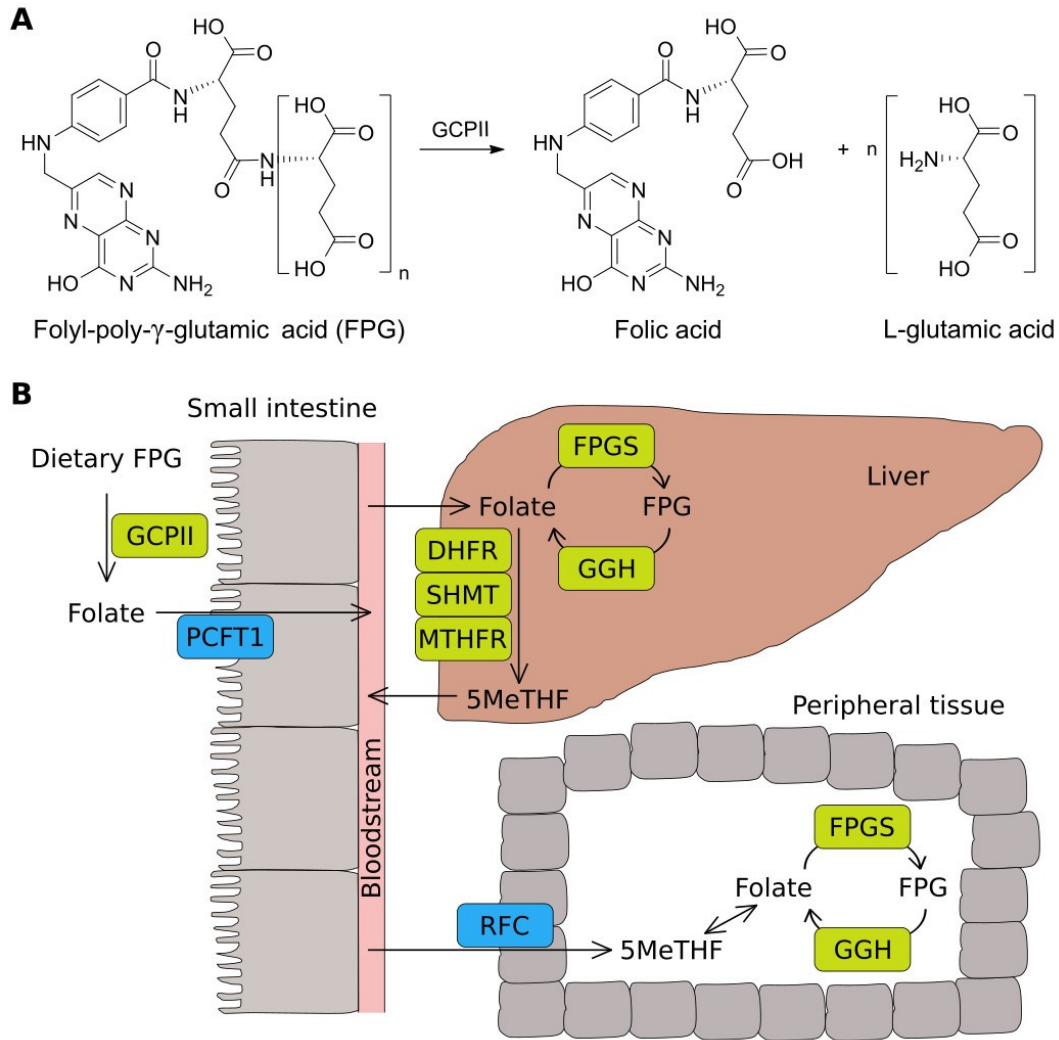 A
HO
O
O
N
H
HO
O
HN
O
N
H
O
HO
n
N
N
N
N
HO
NH2
Folyl-poly-γ-glutamic acid (FPG)
GCPII
HO
O
O
N
H
HN
OH
O
N
N
N
N
HO
NH2
Folic acid
+ n
HO
O
H2N
O
HO
L-glutamic acid
B
Small intestine
Dietary FPG
GCPII
Folate
PCFT1
Bloodstream
Liver
FPGS
Folate
FPG
GGH
DHFR
SHMT
MTHFR
5MeTHF
Peripheral tissue
FPGS
Folate
FPG
GGH
RFC
5MeTHF